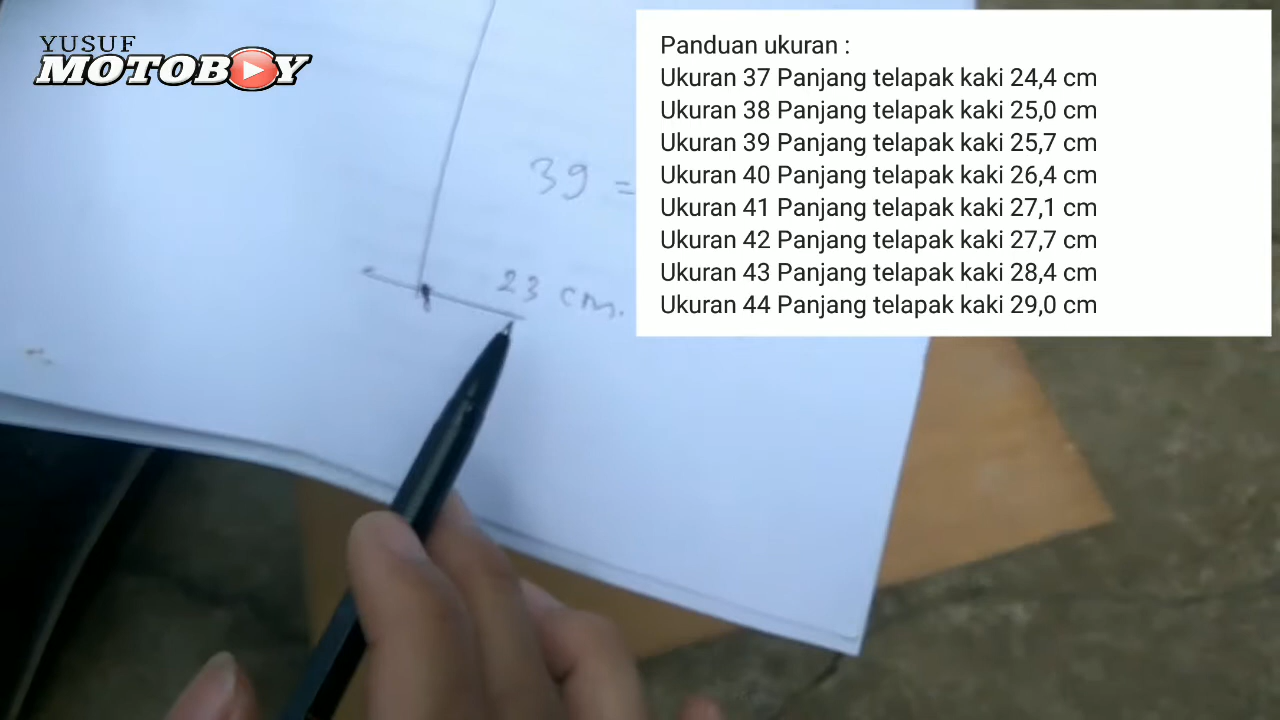 YUSUF
MOTOBOY
Panduan ukuran :
Ukuran 37 Panjang telapak kaki 24,4 cm
Ukuran 38 Panjang telapak kaki 25,0 cm
Ukuran 39 Panjang telapak kaki 25,7 cm
Ukuran 40 Panjang telapak kaki 26,4 cm
Ukuran 41 Panjang telapak kaki 27,1 cm
Ukuran 42 Panjang telapak kaki 27,7 cm
Ukuran 43 Panjang telapak kaki 28,4 cm
Ukuran 44 Panjang telapak kaki 29,0 cm
39 =
23 cm.